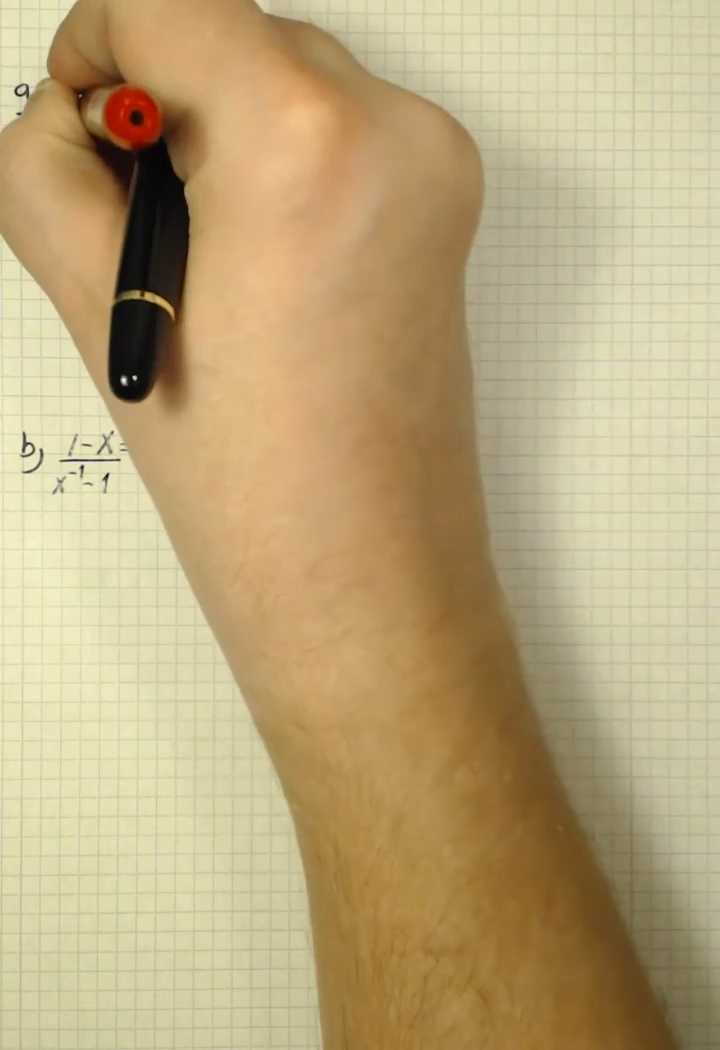 b) 1-X =
x⁻¹-1